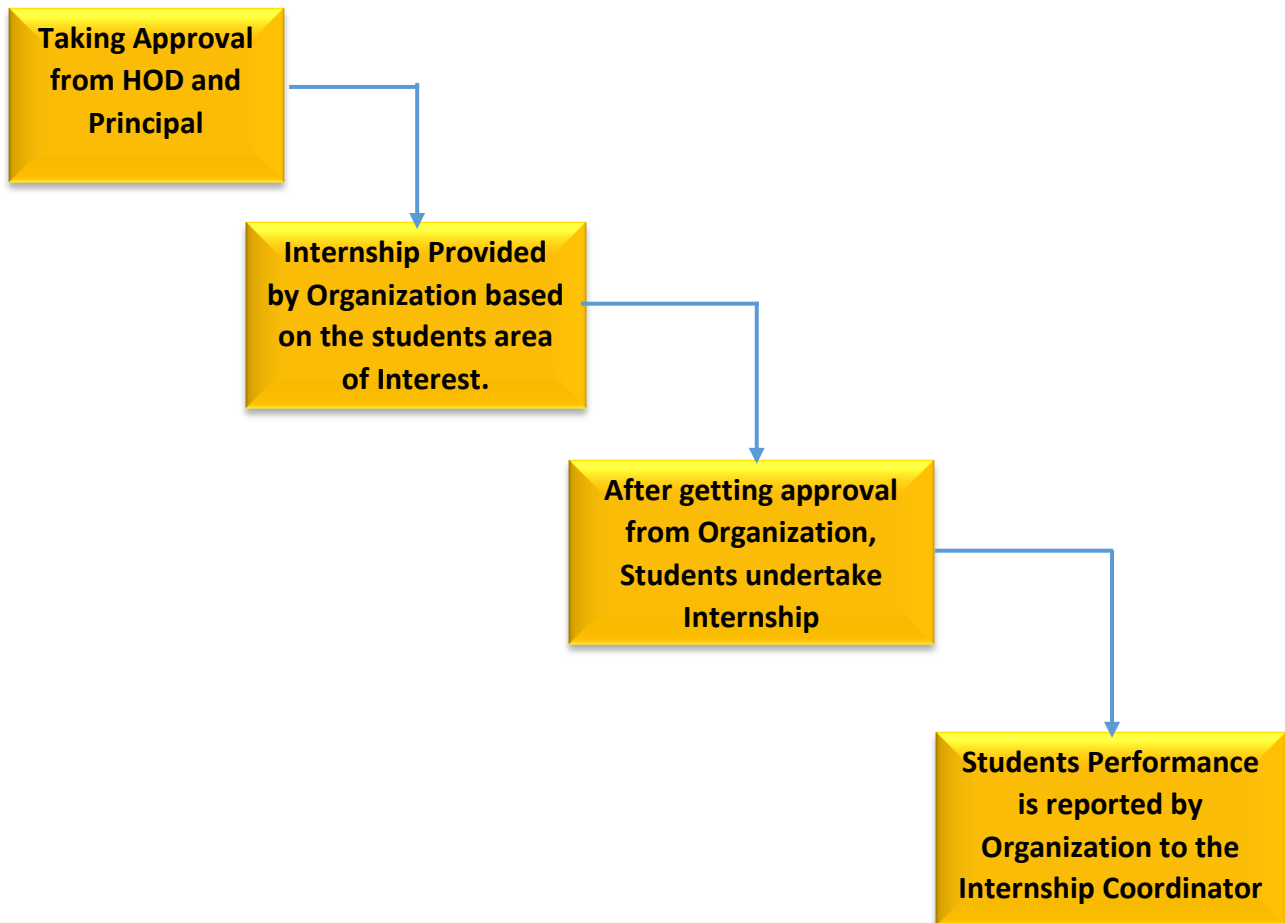 Taking Approval
from HOD and
Principal
Internship Provided
by Organization based
on the students area
of Interest.
After getting approval
from Organization,
Students undertake
Internship
Students Performance
is reported by
Organization to the
Internship Coordinator